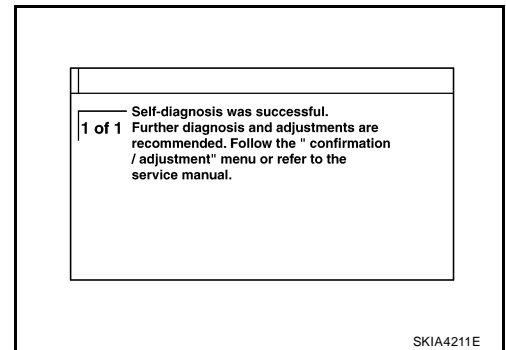 Self-diagnosis was successful.
1 of 1 Further diagnosis and adjustments are
recommended. Follow the " confirmation
/ adjustment" menu or refer to the
service manual.
SKIA4211E